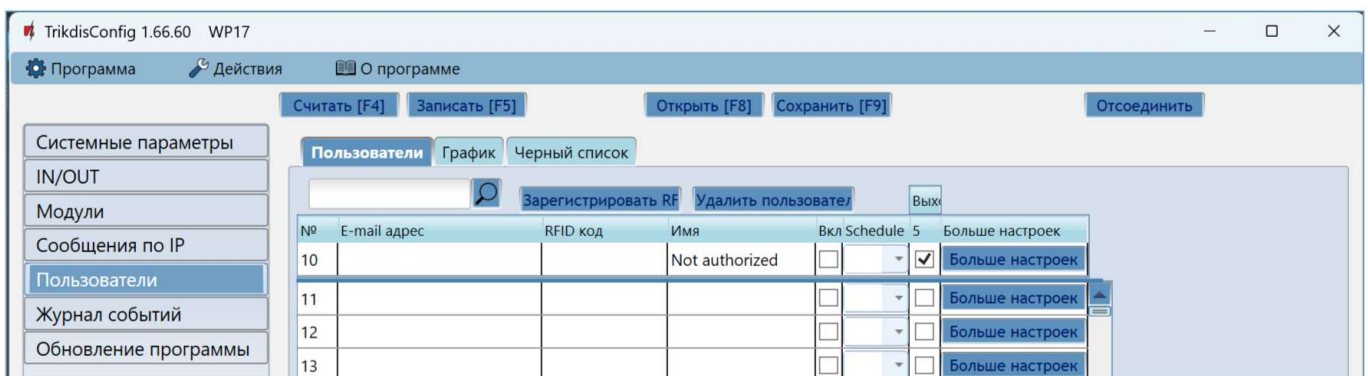 TrikdisConfig 1.66.60 WP17
Программа Действия О программе
Считать [F4] Записать [F5] Открыть [F8] Сохранить [F9] Отсоединить
Системные параметры
IN/OUT
Модули
Сообщения по IP
Пользователи
Журнал событий
Обновление программы
Пользователи График Черный список
Зарегистрировать RF Удалить пользовател Вых
№ E-mail адрес RFID код Имя Вкл Schedule 5 Больше настроек
10 Not authorized Больше настроек
11 Больше настроек
12 Больше настроек
13 Больше настроек